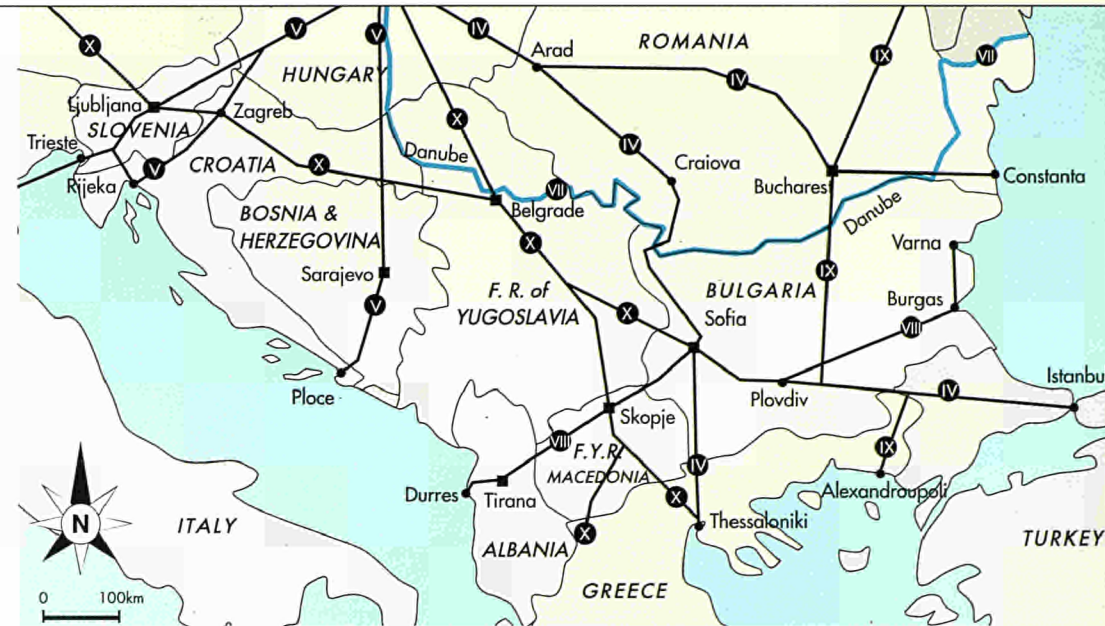 X
V
V
IV
Arad
ROMANIA
IX
VII
HUNGARY
Ljubljana
Zagreb
X
IV
SLOVENIA
Trieste
V
CROATIA
X
Danube
IV
Craiova
Rijeka
VII
Bucharest
Constanta
BOSNIA &
HERZEGOVINA
Belgrade
Danube
X
Varna
Sarajevo
IX
F. R. of
YUGOSLAVIA
BULGARIA
Burgas
V
X
Sofia
VIII
Ploce
Plovdiv
IV
Istanbu
Skopje
VIII
F.Y.R.
MACEDONIA
IX
IV
Durres
Tirana
X
Alexandroupoli
N
ITALY
Thessaloniki
ALBANIA
X
TURKEY
GREECE
0 100km